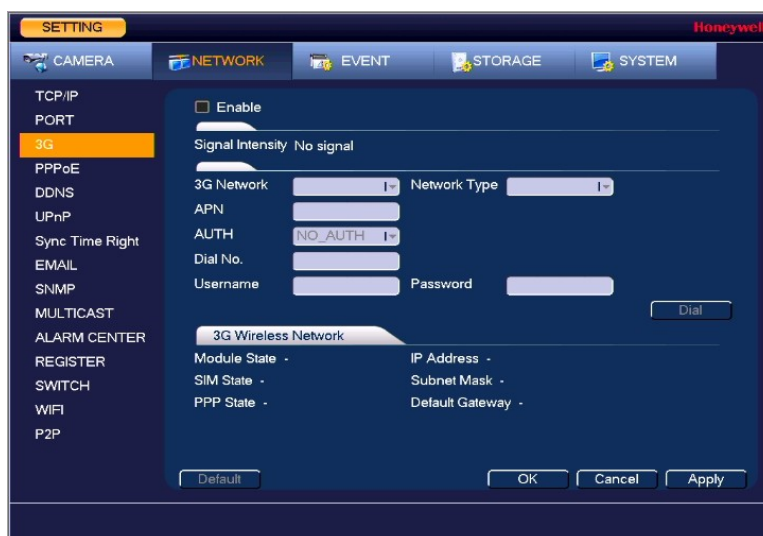 SETTING
Honeywell
CAMERA
NETWORK
EVENT
STORAGE
SYSTEM
TCP/IP
PORT
3G
PPPoE
DDNS
UPnP
Sync Time Right
EMAIL
SNMP
MULTICAST
ALARM CENTER
REGISTER
SWITCH
WIFI
P2P
Enable
Signal Intensity No signal
3G Network
Network Type
APN
AUTH NO_AUTH
Dial No.
Username
Password
Dial
3G Wireless Network
Module State -
IP Address -
SIM State -
Subnet Mask -
PPP State -
Default Gateway -
Default
OK
Cancel
Apply